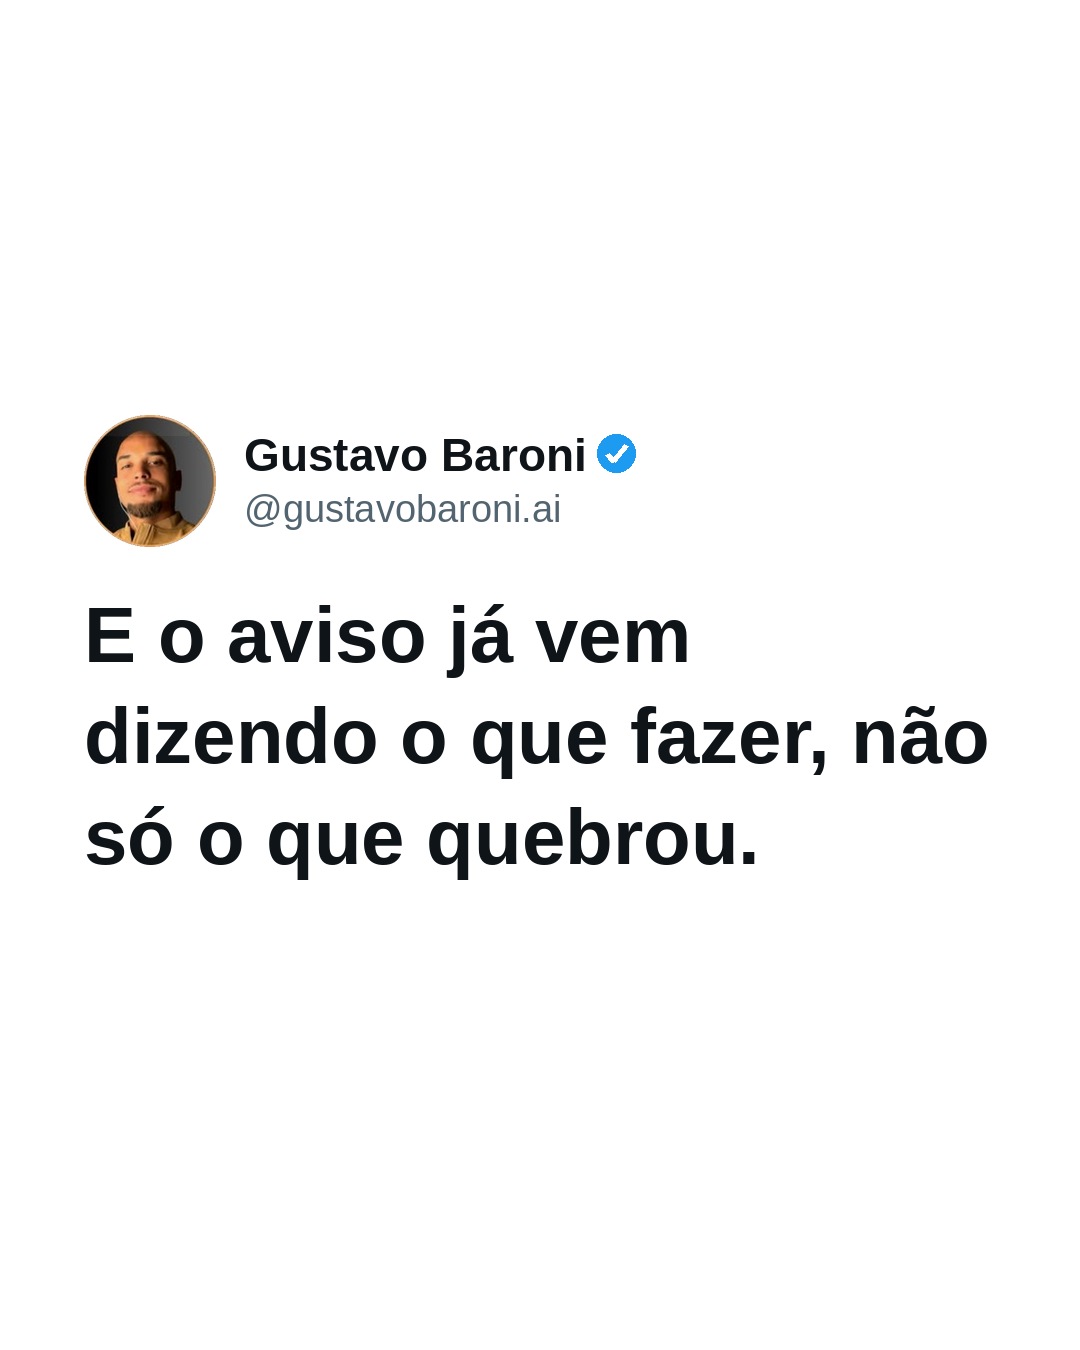 Gustavo Baroni
@gustavobaroni.ai
E o aviso já vem
dizendo o que fazer, não
só o que quebrou.